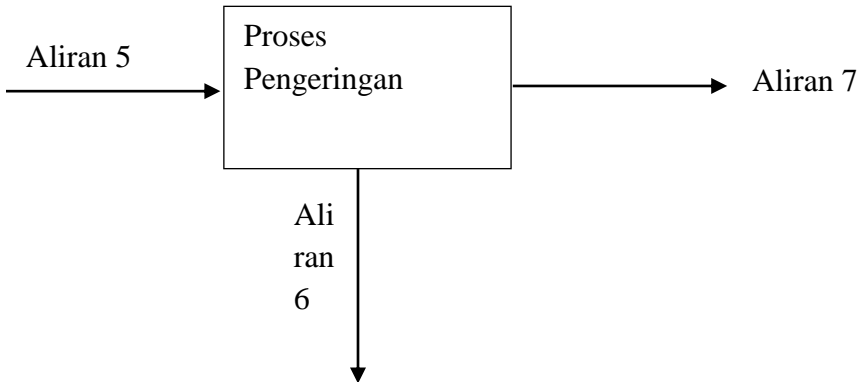 Aliran 5
Proses
Pengeringan
Aliran 7
Ali
ran
6